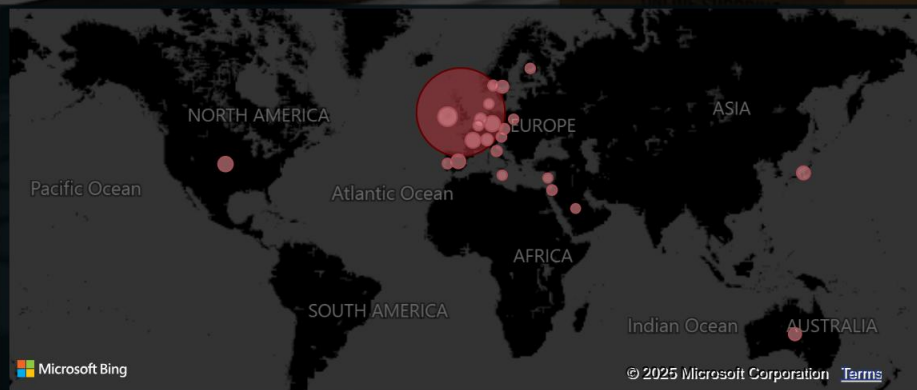 NORTH AMERICA
ASIA
EUROPE
Pacific Ocean
Atlantic Ocean
AFRICA
SOUTH AMERICA
Indian Ocean
AUSTRALIA
Microsoft Bing
© 2025 Microsoft Corporation Terms